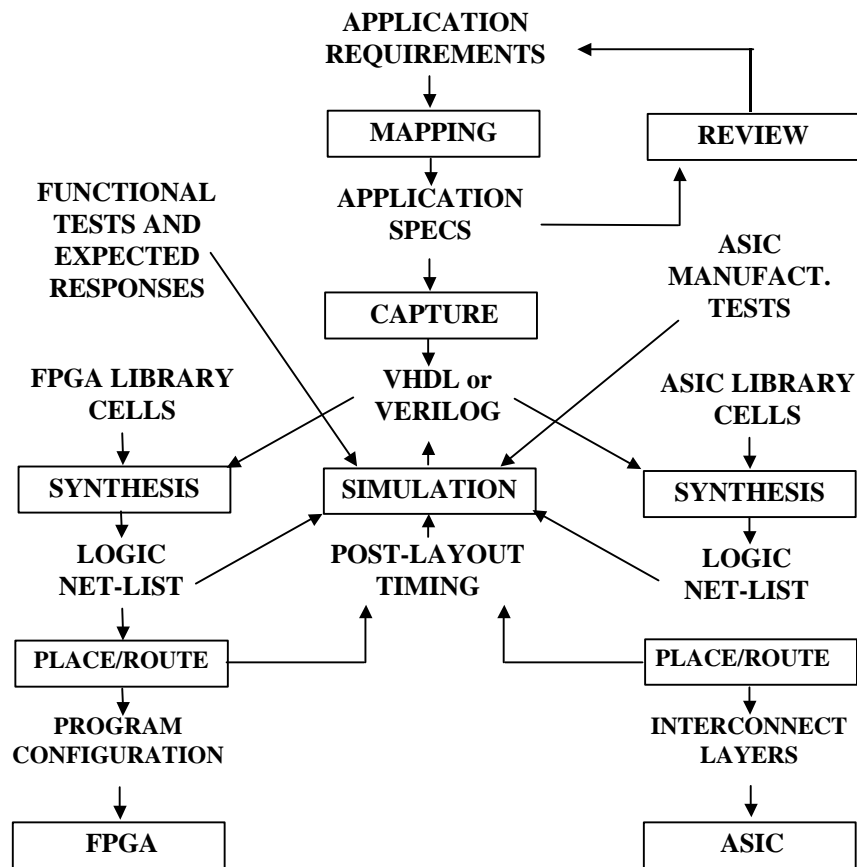 APPLICATION
REQUIREMENTS
MAPPING
REVIEW
FUNCTIONAL
TESTS AND
EXPECTED
RESPONSES
APPLICATION
SPECS
ASIC
MANUFACT.
TESTS
CAPTURE
FPGA LIBRARY
CELLS
VHDL or
VERILOG
ASIC LIBRARY
CELLS
SYNTHESIS
SIMULATION
SYNTHESIS
LOGIC
NET-LIST
POST-LAYOUT
TIMING
LOGIC
NET-LIST
PLACE/ROUTE
PLACE/ROUTE
PROGRAM
CONFIGURATION
INTERCONNECT
LAYERS
FPGA
ASIC